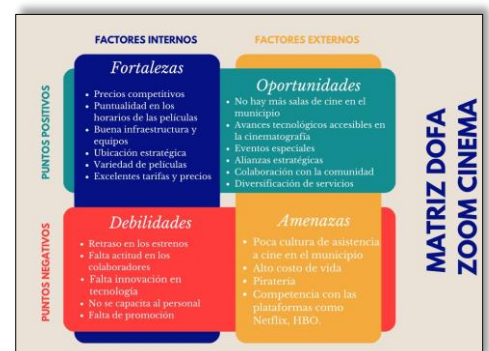 FACTORES INTERNOS
FACTORES EXTERNOS
PUNTOS POSITIVOS
Fortalezas
• Precios competitivos
• Puntualidad en los
horarios de las películas
• Buena infraestructura y
equipos
• Ubicación estratégica
• Variedad de películas
• Excelentes tarifas y precios
Oportunidades
• No hay más salas de cine en el
municipio
• Avances tecnológicos accesibles en
la cinematografía
• Eventos especiales
• Alianzas estratégicas
• Colaboración con la comunidad
• Diversificación de servicios
PUNTOS NEGATIVOS
Debilidades
• Retraso en los estrenos
• Falta actitud en los
colaboradores
• Falta innovación en
tecnología
• No se capacita al personal
• Falta de promoción
Amenazas
• Poca cultura de asistencia
a cine en el municipio
• Alto costo de vida
• Piratería
• Competencia con las
plataformas como
Netflix, HBO.
MATRIZ DOFA
ZOOM CINEMA